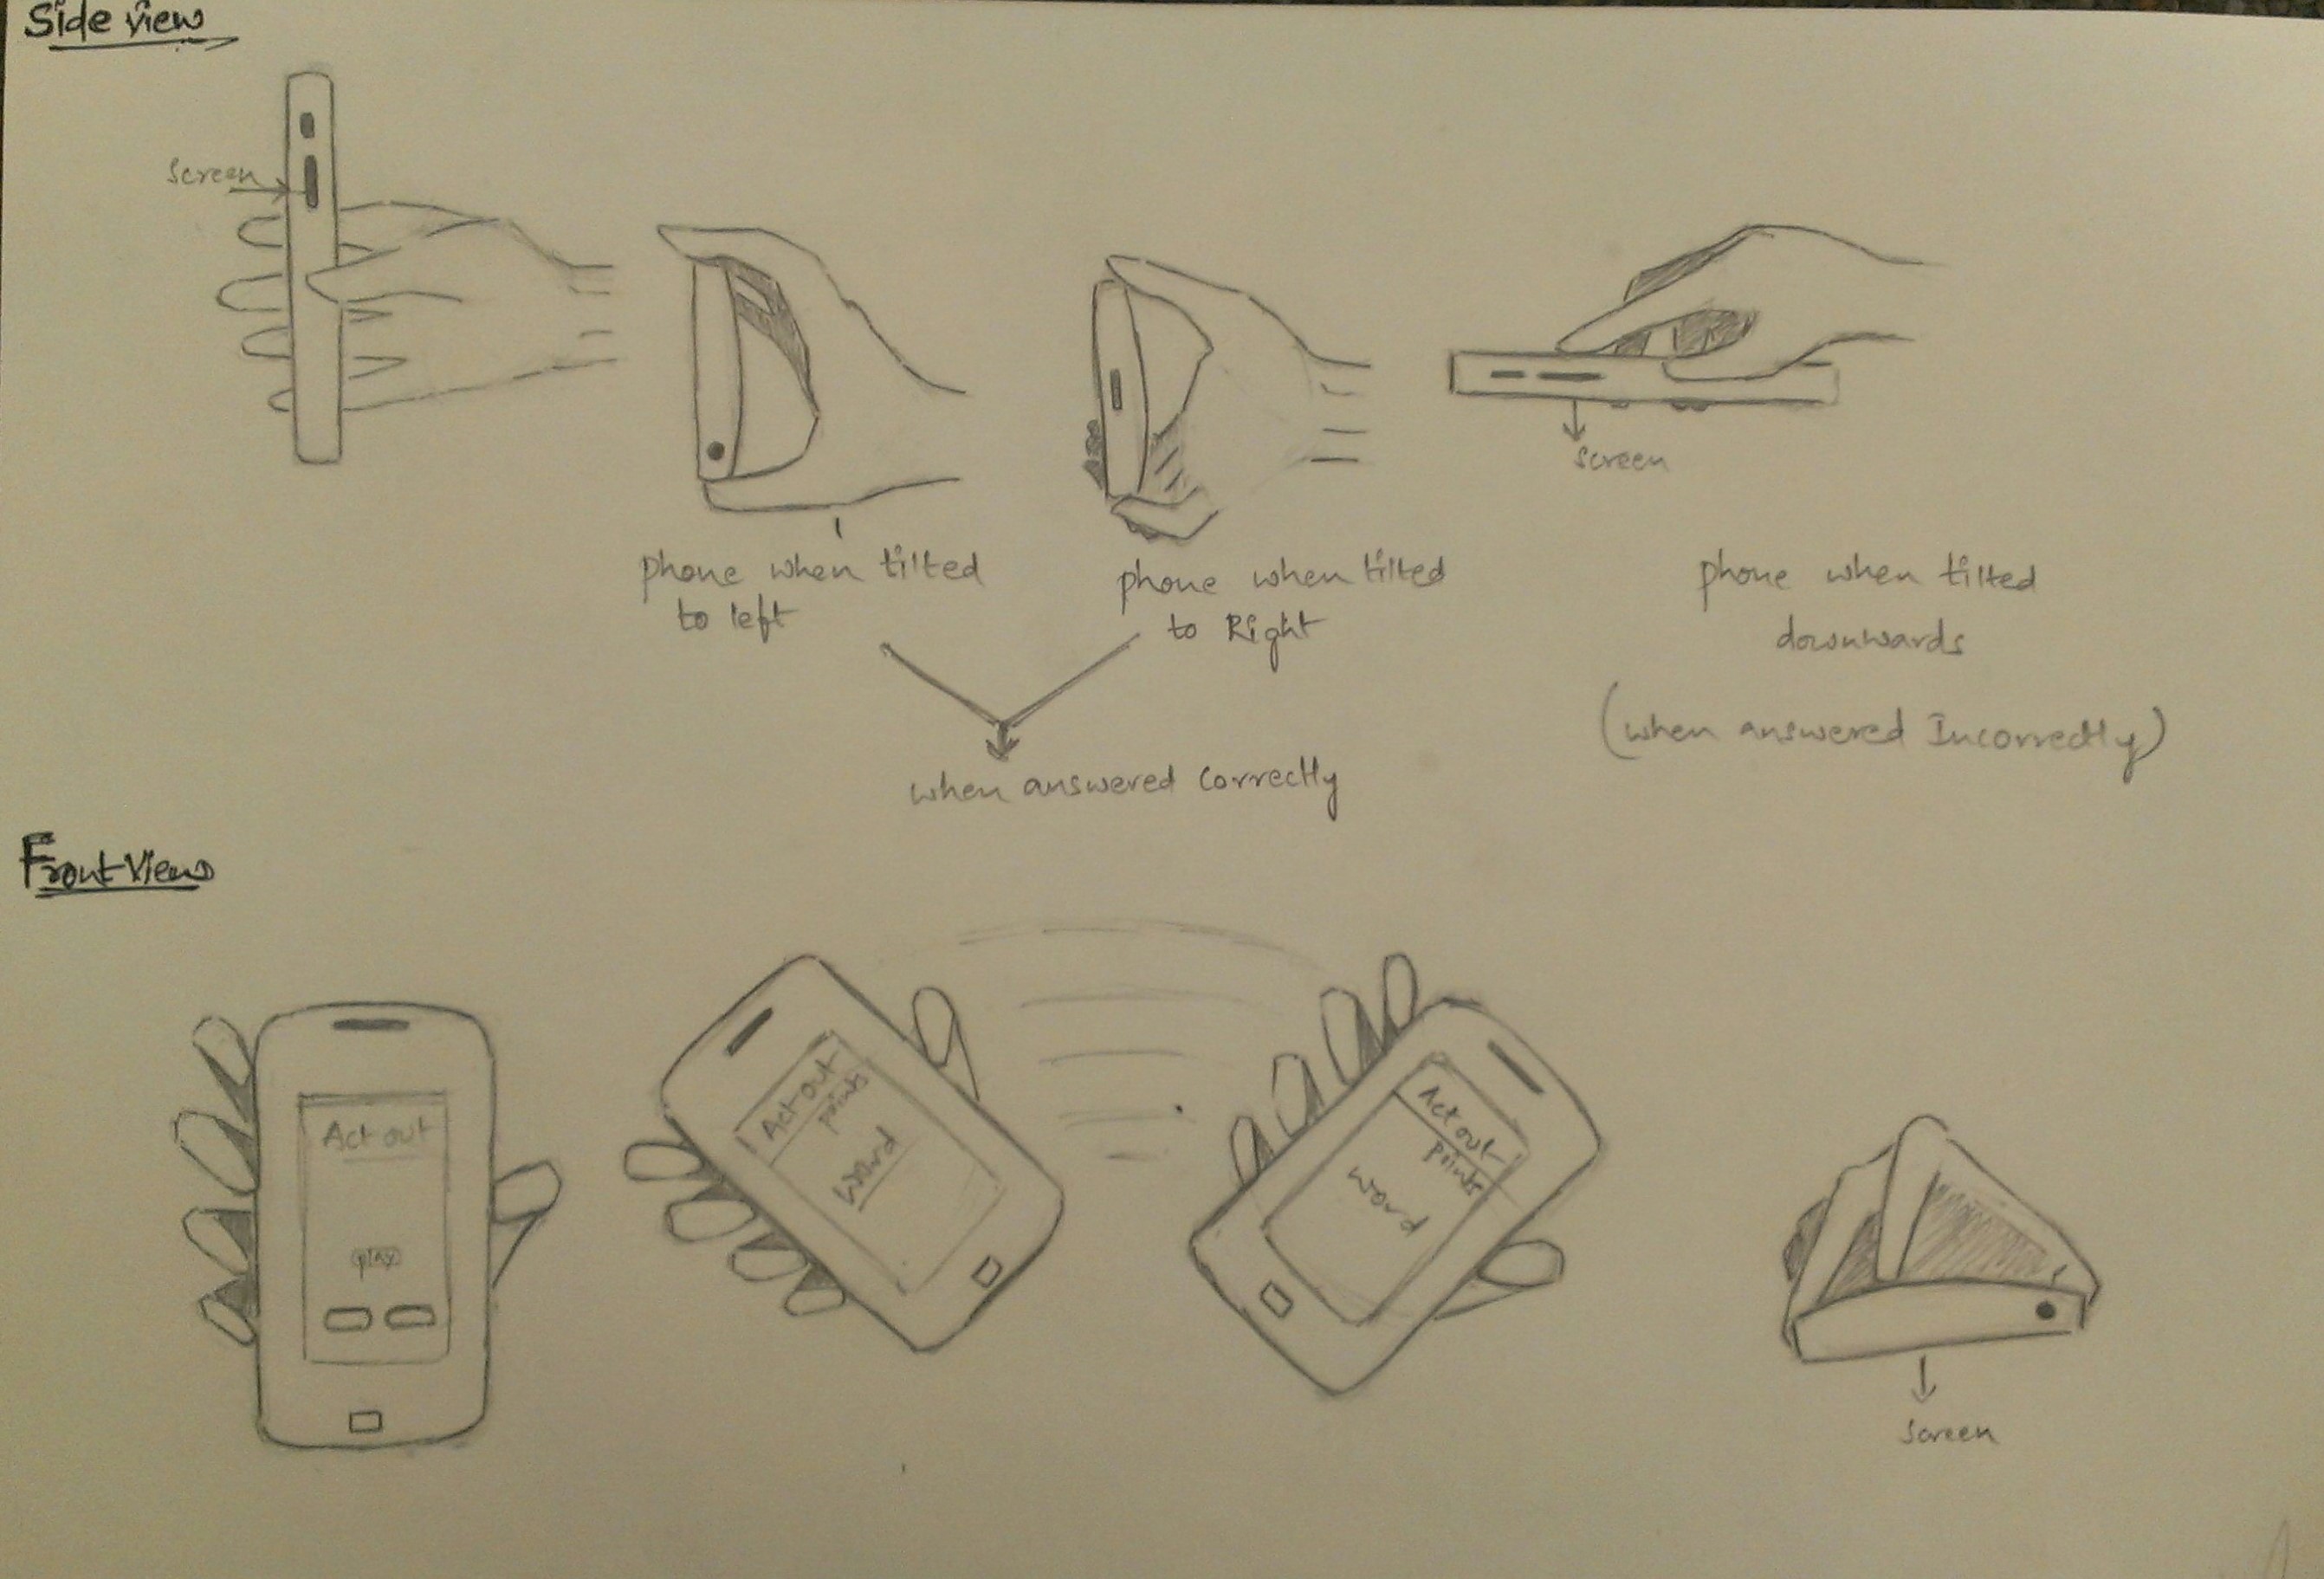 Side view
Screen
Screen
phone when tilted
to left
phone when tilted
to Right
phone when tilted
downwards
(when answered Incorrectly)
when answered correctly
Front View
Act out
play
Act out
points
word
Act out
points
word
Screen